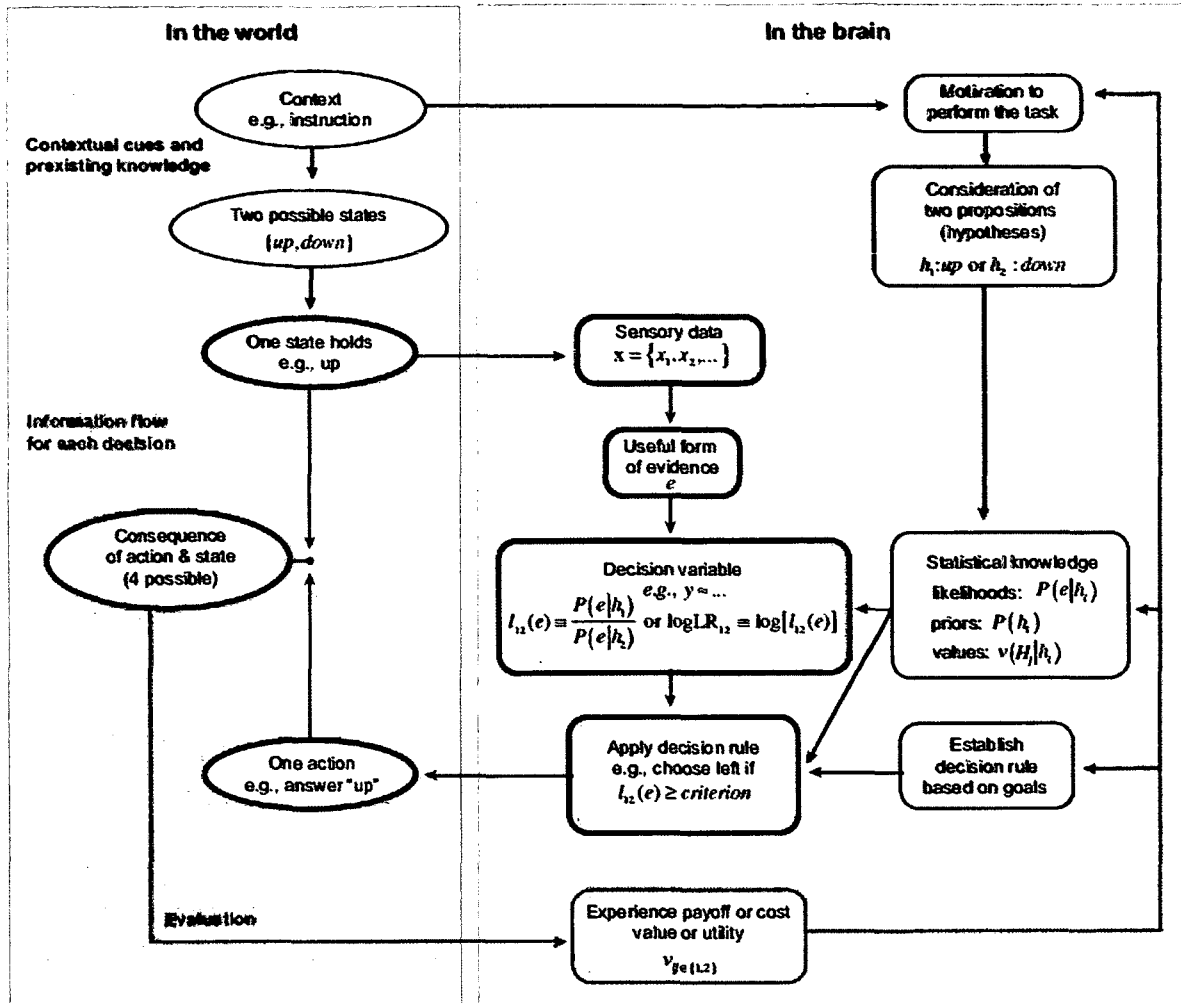 In the world
In the brain
Context
e.g., instruction
Motivation to
perform the task
Contextual cues and
prexisting knowledge
Two possible states
{up,down}
Consideration of
two propositions
(hypotheses)
h₁:up or h₂ :down
One state holds
e.g., up
Sensory data
x = {x₁, x₂,...}
Information flow
for each decision
Useful form
of evidence
e
Consequence
of action & state
(4 possible)
Decision variable
e.g., y = ...
l₁₂(e) ≡ P(e|h₁)/P(e|h₂) or logLR₁₂ ≡ log[l₁₂(e)]
Statistical knowledge
likelihoods: P(e|hᵢ)
priors: P(hᵢ)
values: v(Hⱼ|hᵢ)
One action
e.g., answer "up"
Apply decision rule
e.g., choose left if
l₁₂(e) ≥ criterion
Establish
decision rule
based on goals
Evaluation
Experience payoff or cost
value or utility